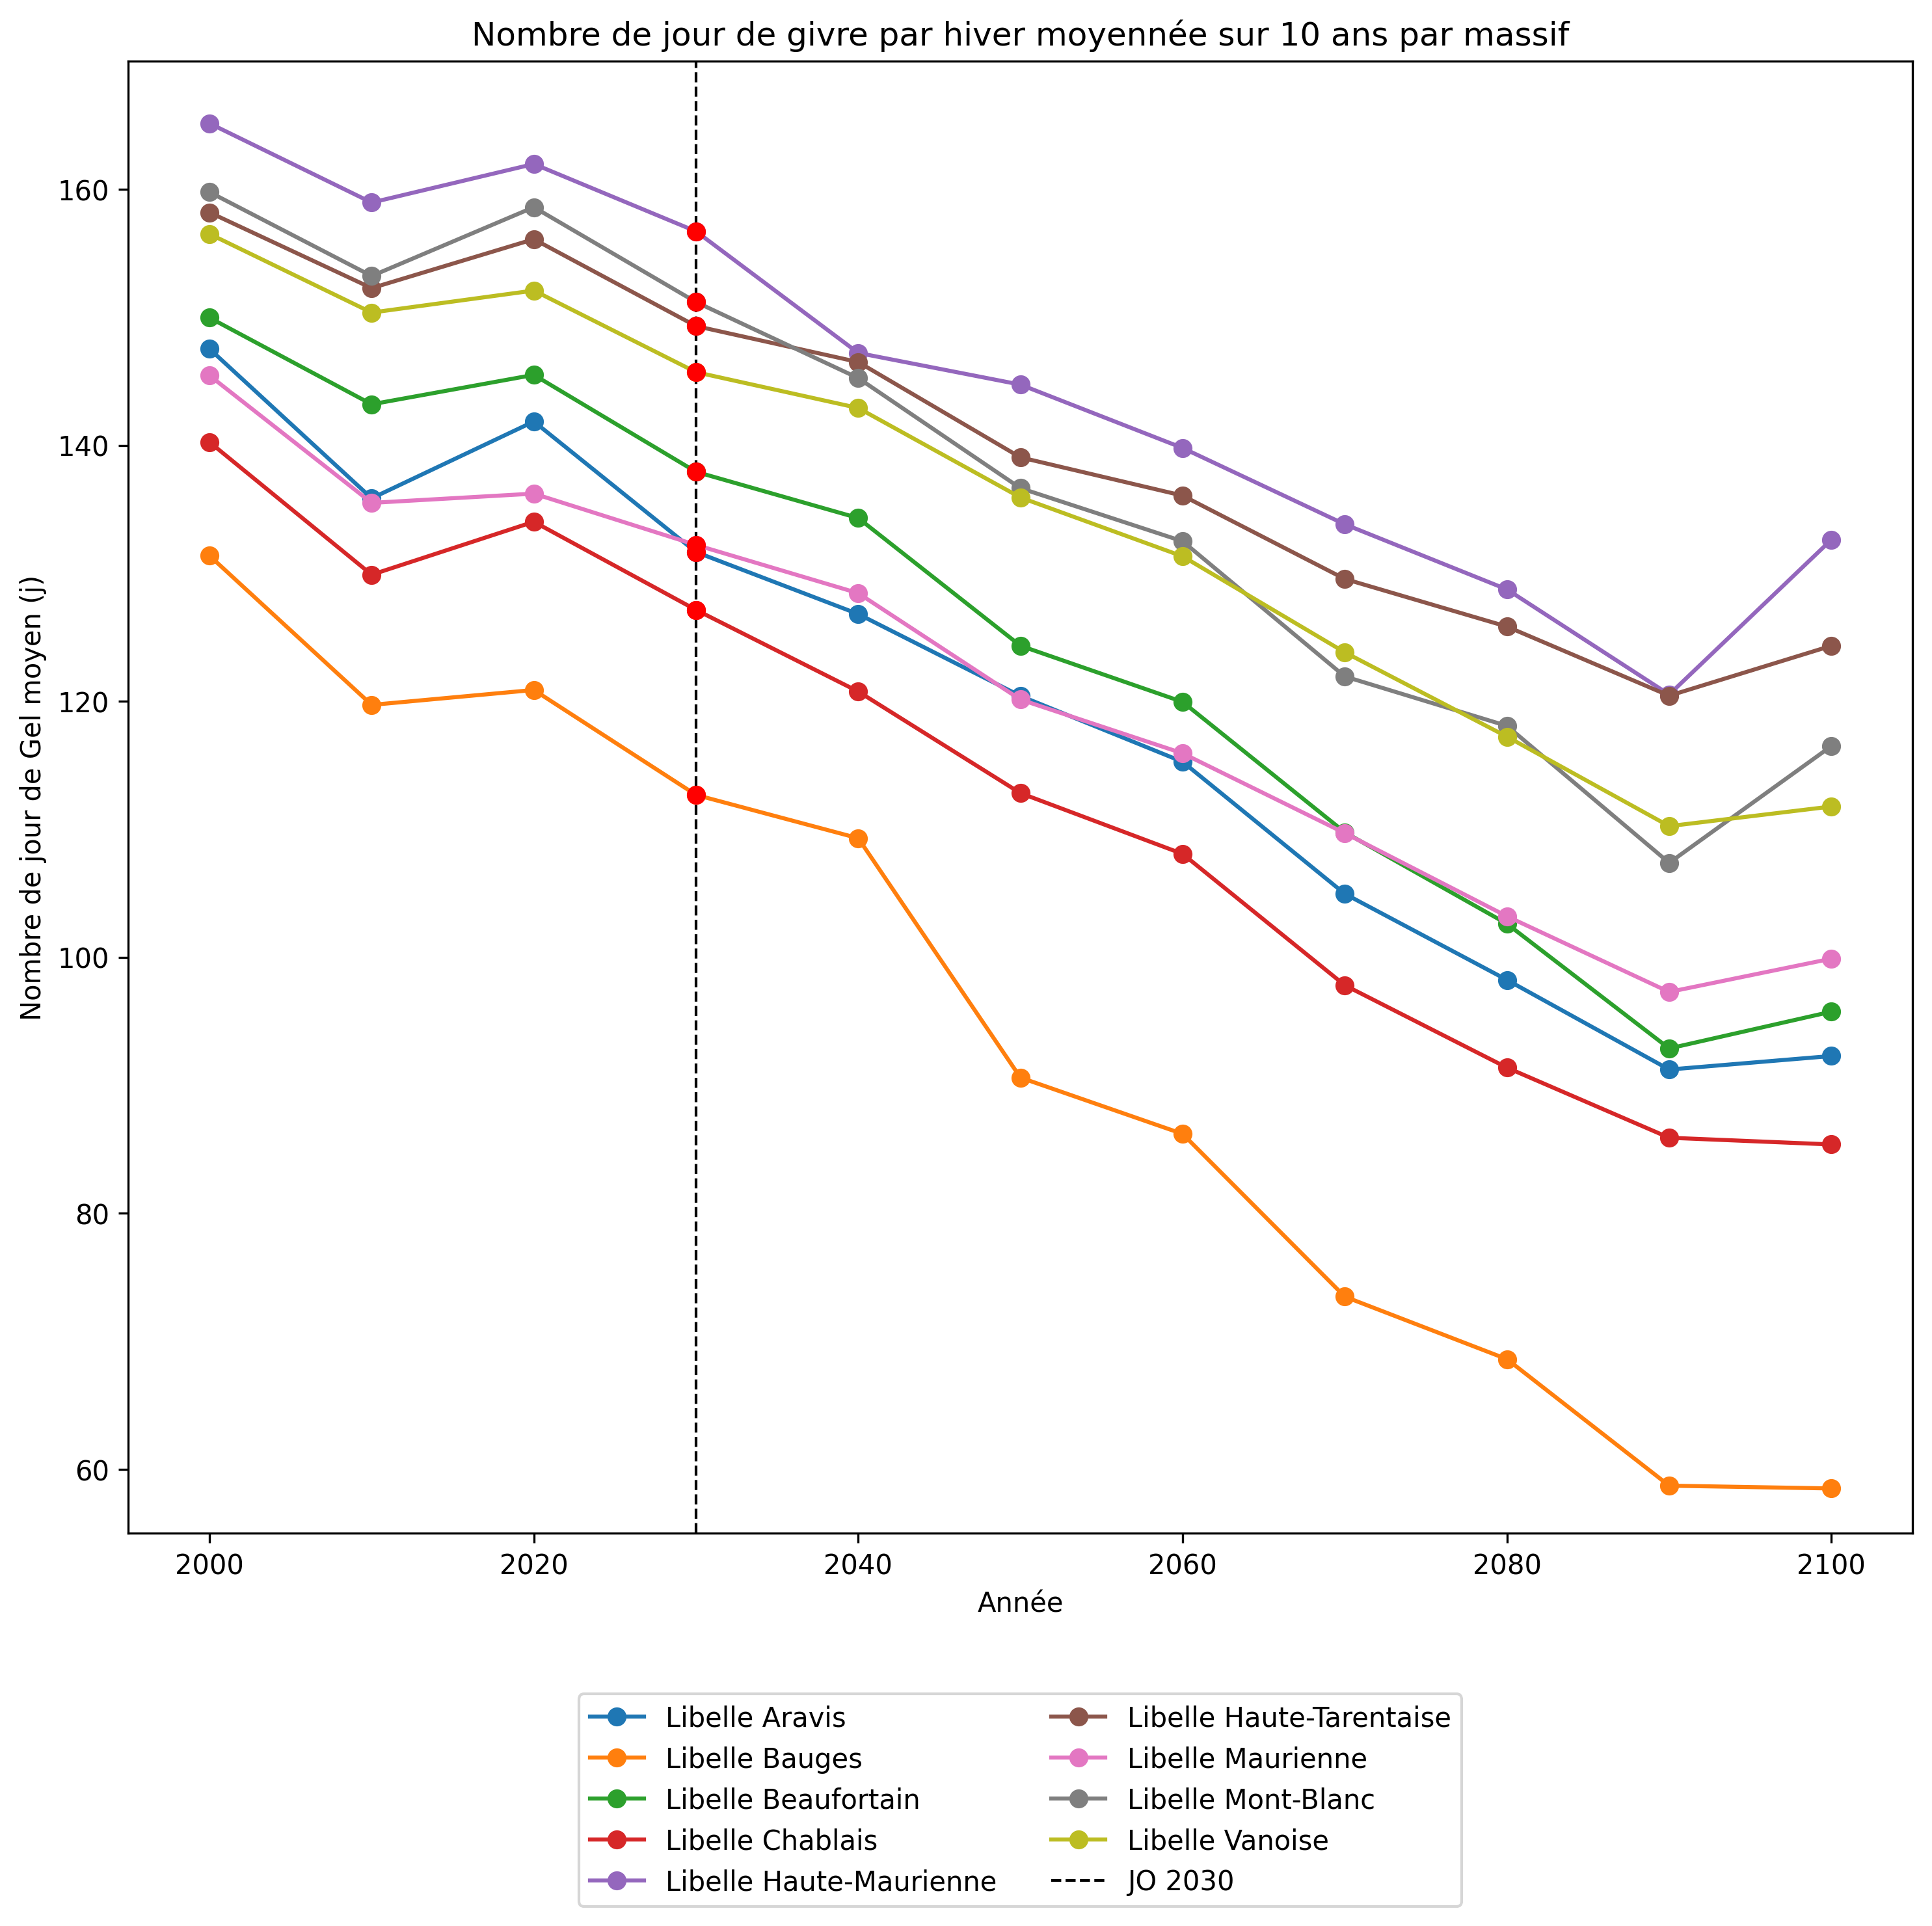 Nombre de jour de givre par hiver moyennée sur 10 ans par massif
Nombre de jour de Gel moyen (j)
160
140
120
100
80
60
2000
2020
2040
2060
2080
2100
Année
Libelle Aravis
Libelle Bauges
Libelle Beaufortain
Libelle Chablais
Libelle Haute-Maurienne
Libelle Haute-Tarentaise
Libelle Maurienne
Libelle Mont-Blanc
Libelle Vanoise
JO 2030